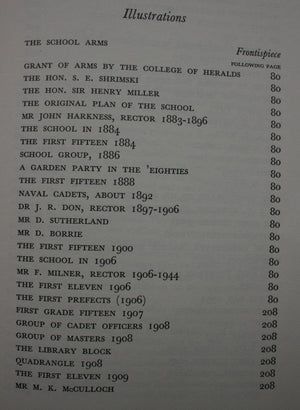 Illustrations
THE SCHOOL ARMS Frontispiece
FOLLOWING PAGE
GRANT OF ARMS BY THE COLLEGE OF HERALDS 80
THE HON. S. E. SHRIMSKI 80
THE HON. SIR HENRY MILLER 80
THE ORIGINAL PLAN OF THE SCHOOL 80
MR JOHN HARKNESS, RECTOR 1883-1896 80
THE SCHOOL IN 1884 80
THE FIRST FIFTEEN 1884 80
SCHOOL GROUP, 1886 80
A GARDEN PARTY IN THE 'EIGHTIES 80
THE FIRST FIFTEEN 1888 80
NAVAL CADETS, ABOUT 1892 80
DR J. R. DON, RECTOR 1897-1906 80
MR D. SUTHERLAND 80
MR D. BORRIE 80
THE FIRST FIFTEEN 1900 80
THE SCHOOL IN 1906 80
MR F. MILNER, RECTOR 1906-1944 80
THE FIRST ELEVEN 1906 80
THE FIRST PREFECTS (1906) 80
FIRST GRADE FIFTEEN 1907 208
GROUP OF CADET OFFICERS 1908 208
GROUP OF MASTERS 1908 208
THE LIBRARY BLOCK 208
QUADRANGLE 1908 208
THE FIRST ELEVEN 1909 208
MR M. K. McCULLOCH 208